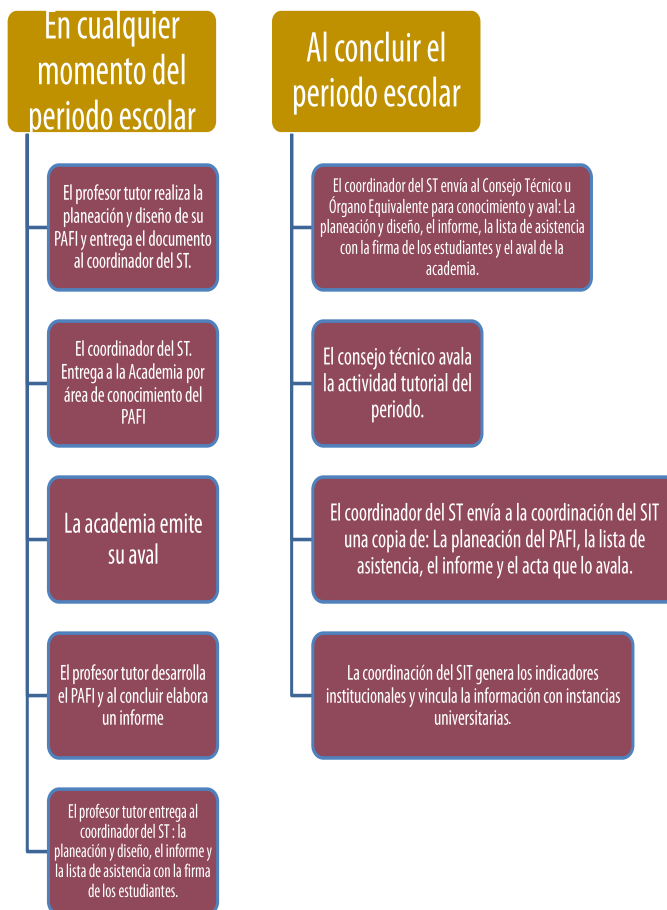 En cualquier
momento del
periodo escolar
El profesor tutor realiza la
planeación y diseño de su
PAFI y entrega el documento
al coordinador del ST.
El coordinador del ST.
Entrega a la Academia por
área de conocimiento del
PAFI
La academia emite
su aval
El profesor tutor desarrolla
el PAFI y al concluir elabora
un informe
El profesor tutor entrega al
coordinador del ST : la
planeación y diseño, el informe y
la lista de asistencia con la firma
de los estudiantes.
Al concluir el
periodo escolar
El coordinador del ST envía al Consejo Técnico u
Órgano Equivalente para conocimiento y aval: La
planeación y diseño, el informe, la lista de asistencia
con la firma de los estudiantes y el aval de la
academia.
El consejo técnico avala
la actividad tutorial del
periodo.
El coordinador del ST envía a la coordinación del SIT
una copia de: La planeación del PAFI, la lista de
asistencia, el informe y el acta que lo avala.
La coordinación del SIT genera los indicadores
institucionales y vincula la información con instancias
universitarias.